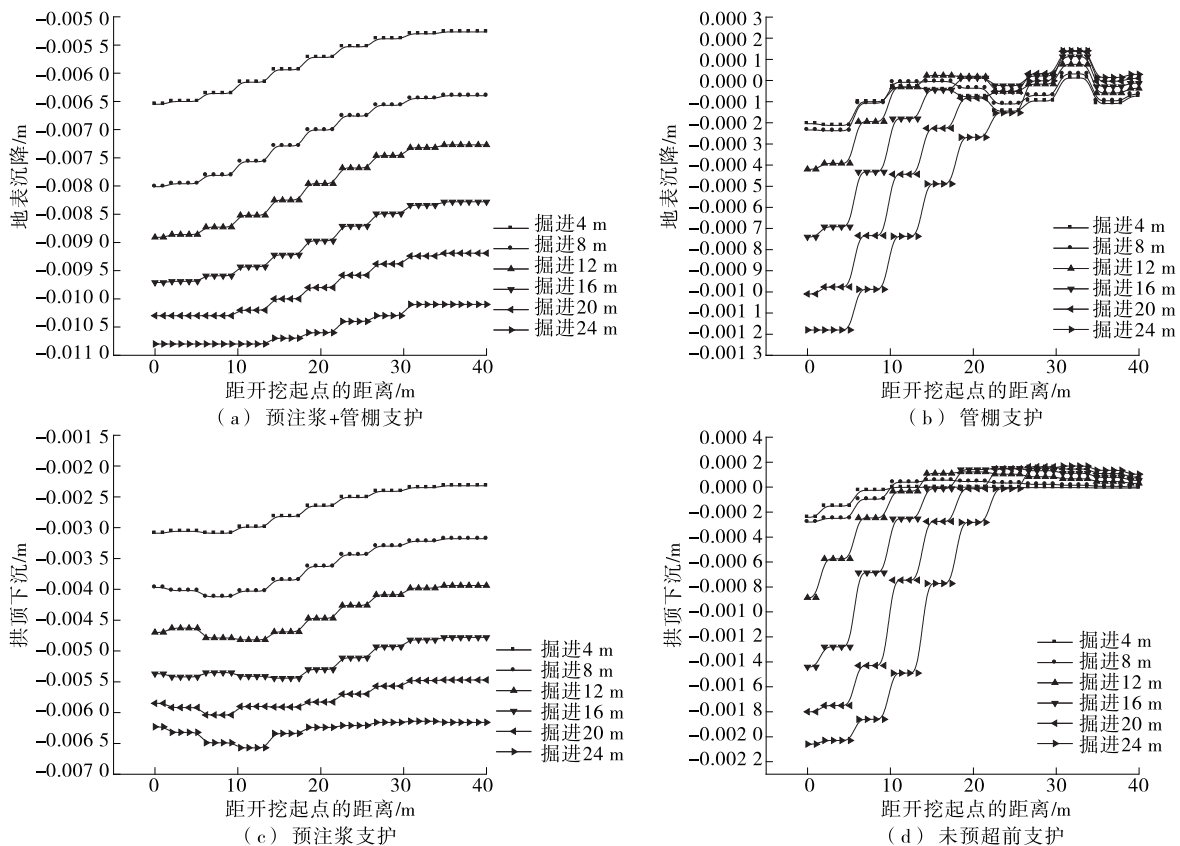 -0.005 0
-0.005 5
-0.006 0
-0.006 5
-0.007 0
-0.007 5
-0.008 0
-0.008 5
-0.009 0
-0.009 5
-0.010 0
-0.010 5
-0.011 0
地表沉降/m
掘进4 m
掘进8 m
掘进12 m
掘进16 m
掘进20 m
掘进24 m
0 10 20 30 40
距开挖起点的距离/m
(a) 预注浆+管棚支护
0.000 3
0.000 2
0.000 1
0.000 0
-0.000 1
-0.000 2
-0.000 3
-0.000 4
-0.000 5
-0.000 6
-0.000 7
-0.000 8
-0.000 9
-0.001 0
-0.001 1
-0.001 2
-0.001 3
地表沉降/m
掘进4 m
掘进8 m
掘进12 m
掘进16 m
掘进20 m
掘进24 m
0 10 20 30 40
距开挖起点的距离/m
(b) 管棚支护
-0.001 5
-0.002 0
-0.002 5
-0.003 0
-0.003 5
-0.004 0
-0.004 5
-0.005 0
-0.005 5
-0.006 0
-0.006 5
-0.007 0
拱顶下沉/m
掘进4 m
掘进8 m
掘进12 m
掘进16 m
掘进20 m
掘进24 m
0 10 20 30 40
距开挖起点的距离/m
(c) 预注浆支护
0.000 4
0.000 2
0.000 0
-0.000 2
-0.000 4
-0.000 6
-0.000 8
-0.001 0
-0.001 2
-0.001 4
-0.001 6
-0.001 8
-0.002 0
-0.002 2
拱顶下沉/m
掘进4 m
掘进8 m
掘进12 m
掘进16 m
掘进20 m
掘进24 m
0 10 20 30 40
距开挖起点的距离/m
(d) 未预超前支护